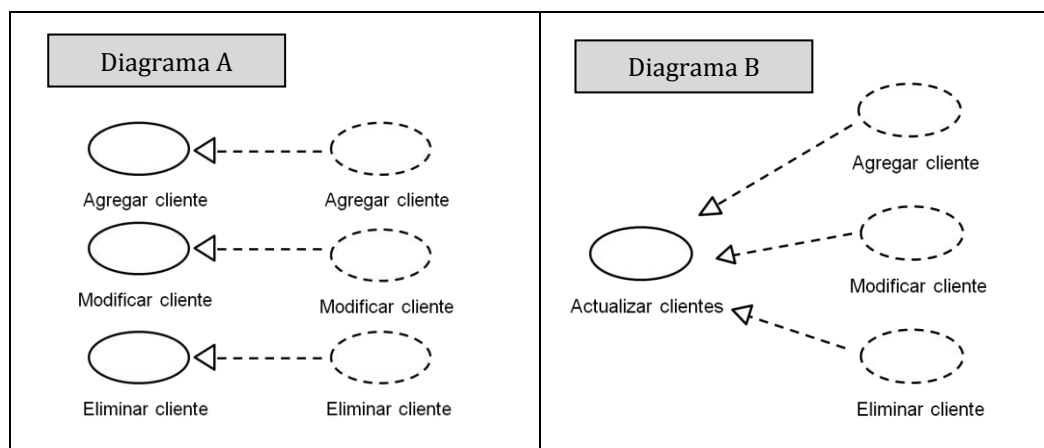 Diagrama A
Agregar cliente
Agregar cliente
Modificar cliente
Modificar cliente
Eliminar cliente
Eliminar cliente
Diagrama B
Agregar cliente
Modificar cliente
Actualizar clientes
Eliminar cliente